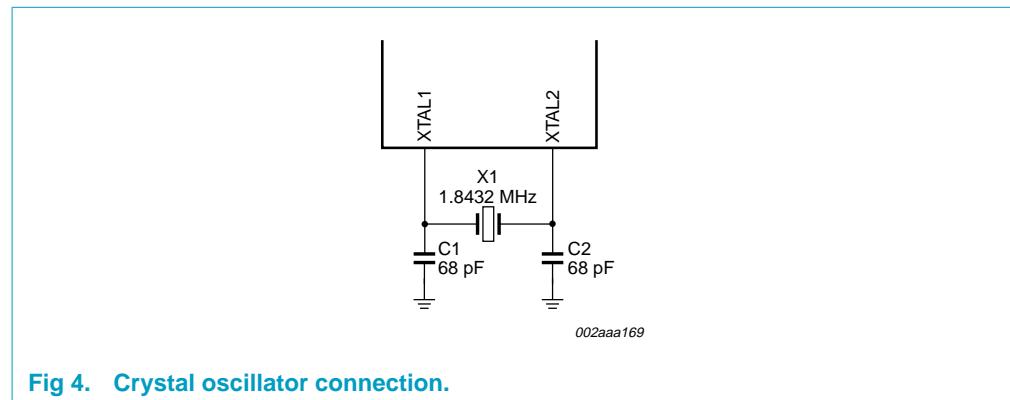 XTAL1
XTAL2
X1
1.8432 MHz
C1
68 pF
C2
68 pF
002aaa169
Fig 4. Crystal oscillator connection.